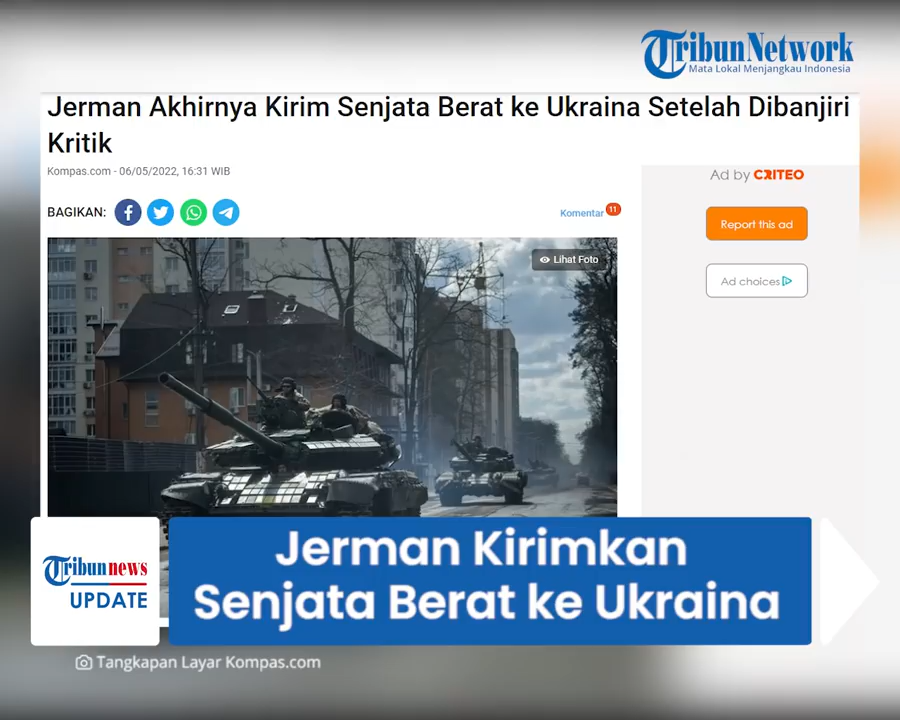 Tribun Network
Mata Lokal Menjangkau Indonesia
Jerman Akhirnya Kirim Senjata Berat ke Ukraina Setelah Dibanjiri
Kritik
Kompas.com - 06/05/2022, 16:31 WIB
Ad by CRITEO
BAGIKAN:
Komentar 11
Report this ad
Lihat Foto
Ad choices
Tribunnews
UPDATE
Jerman Kirimkan
Senjata Berat ke Ukraina
Tangkapan Layar Kompas.com